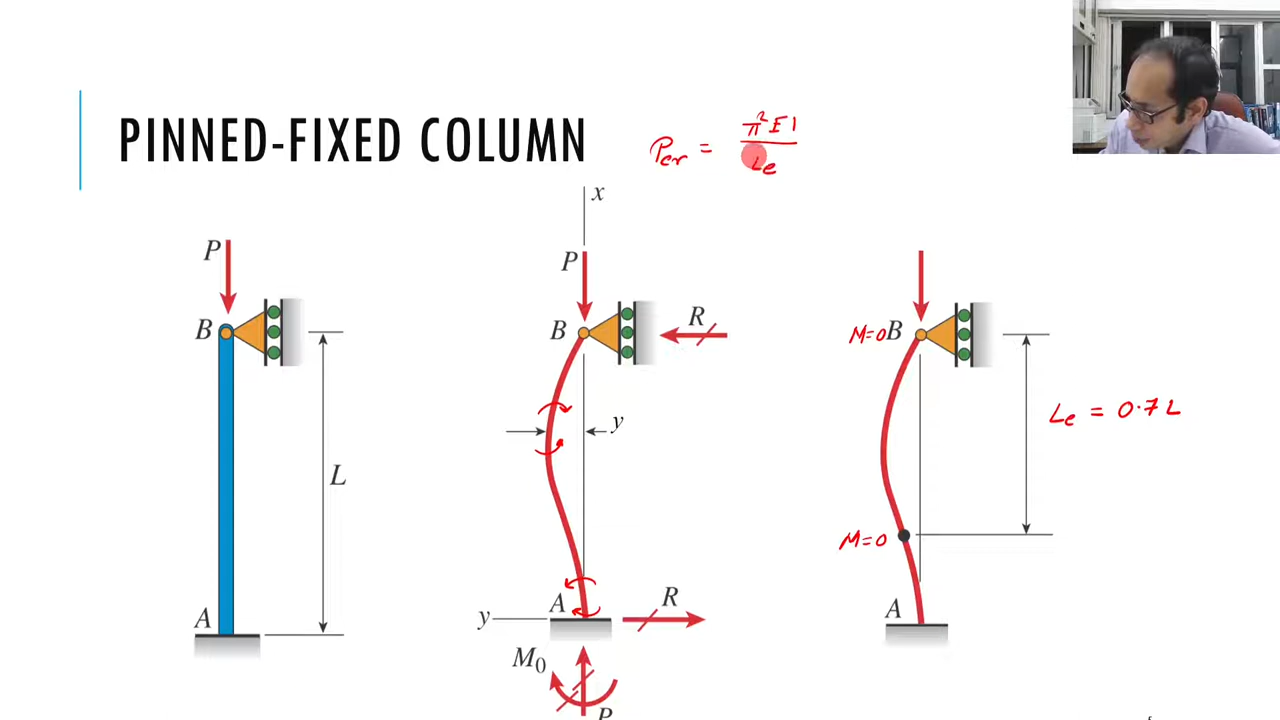 PINNED-FIXED COLUMN
Pcr = π²EI
Le
x
P
P
B
B
R
M=0 B
y
Le = 0.7L
L
M=0
A
A
R
A
y
M₀
P